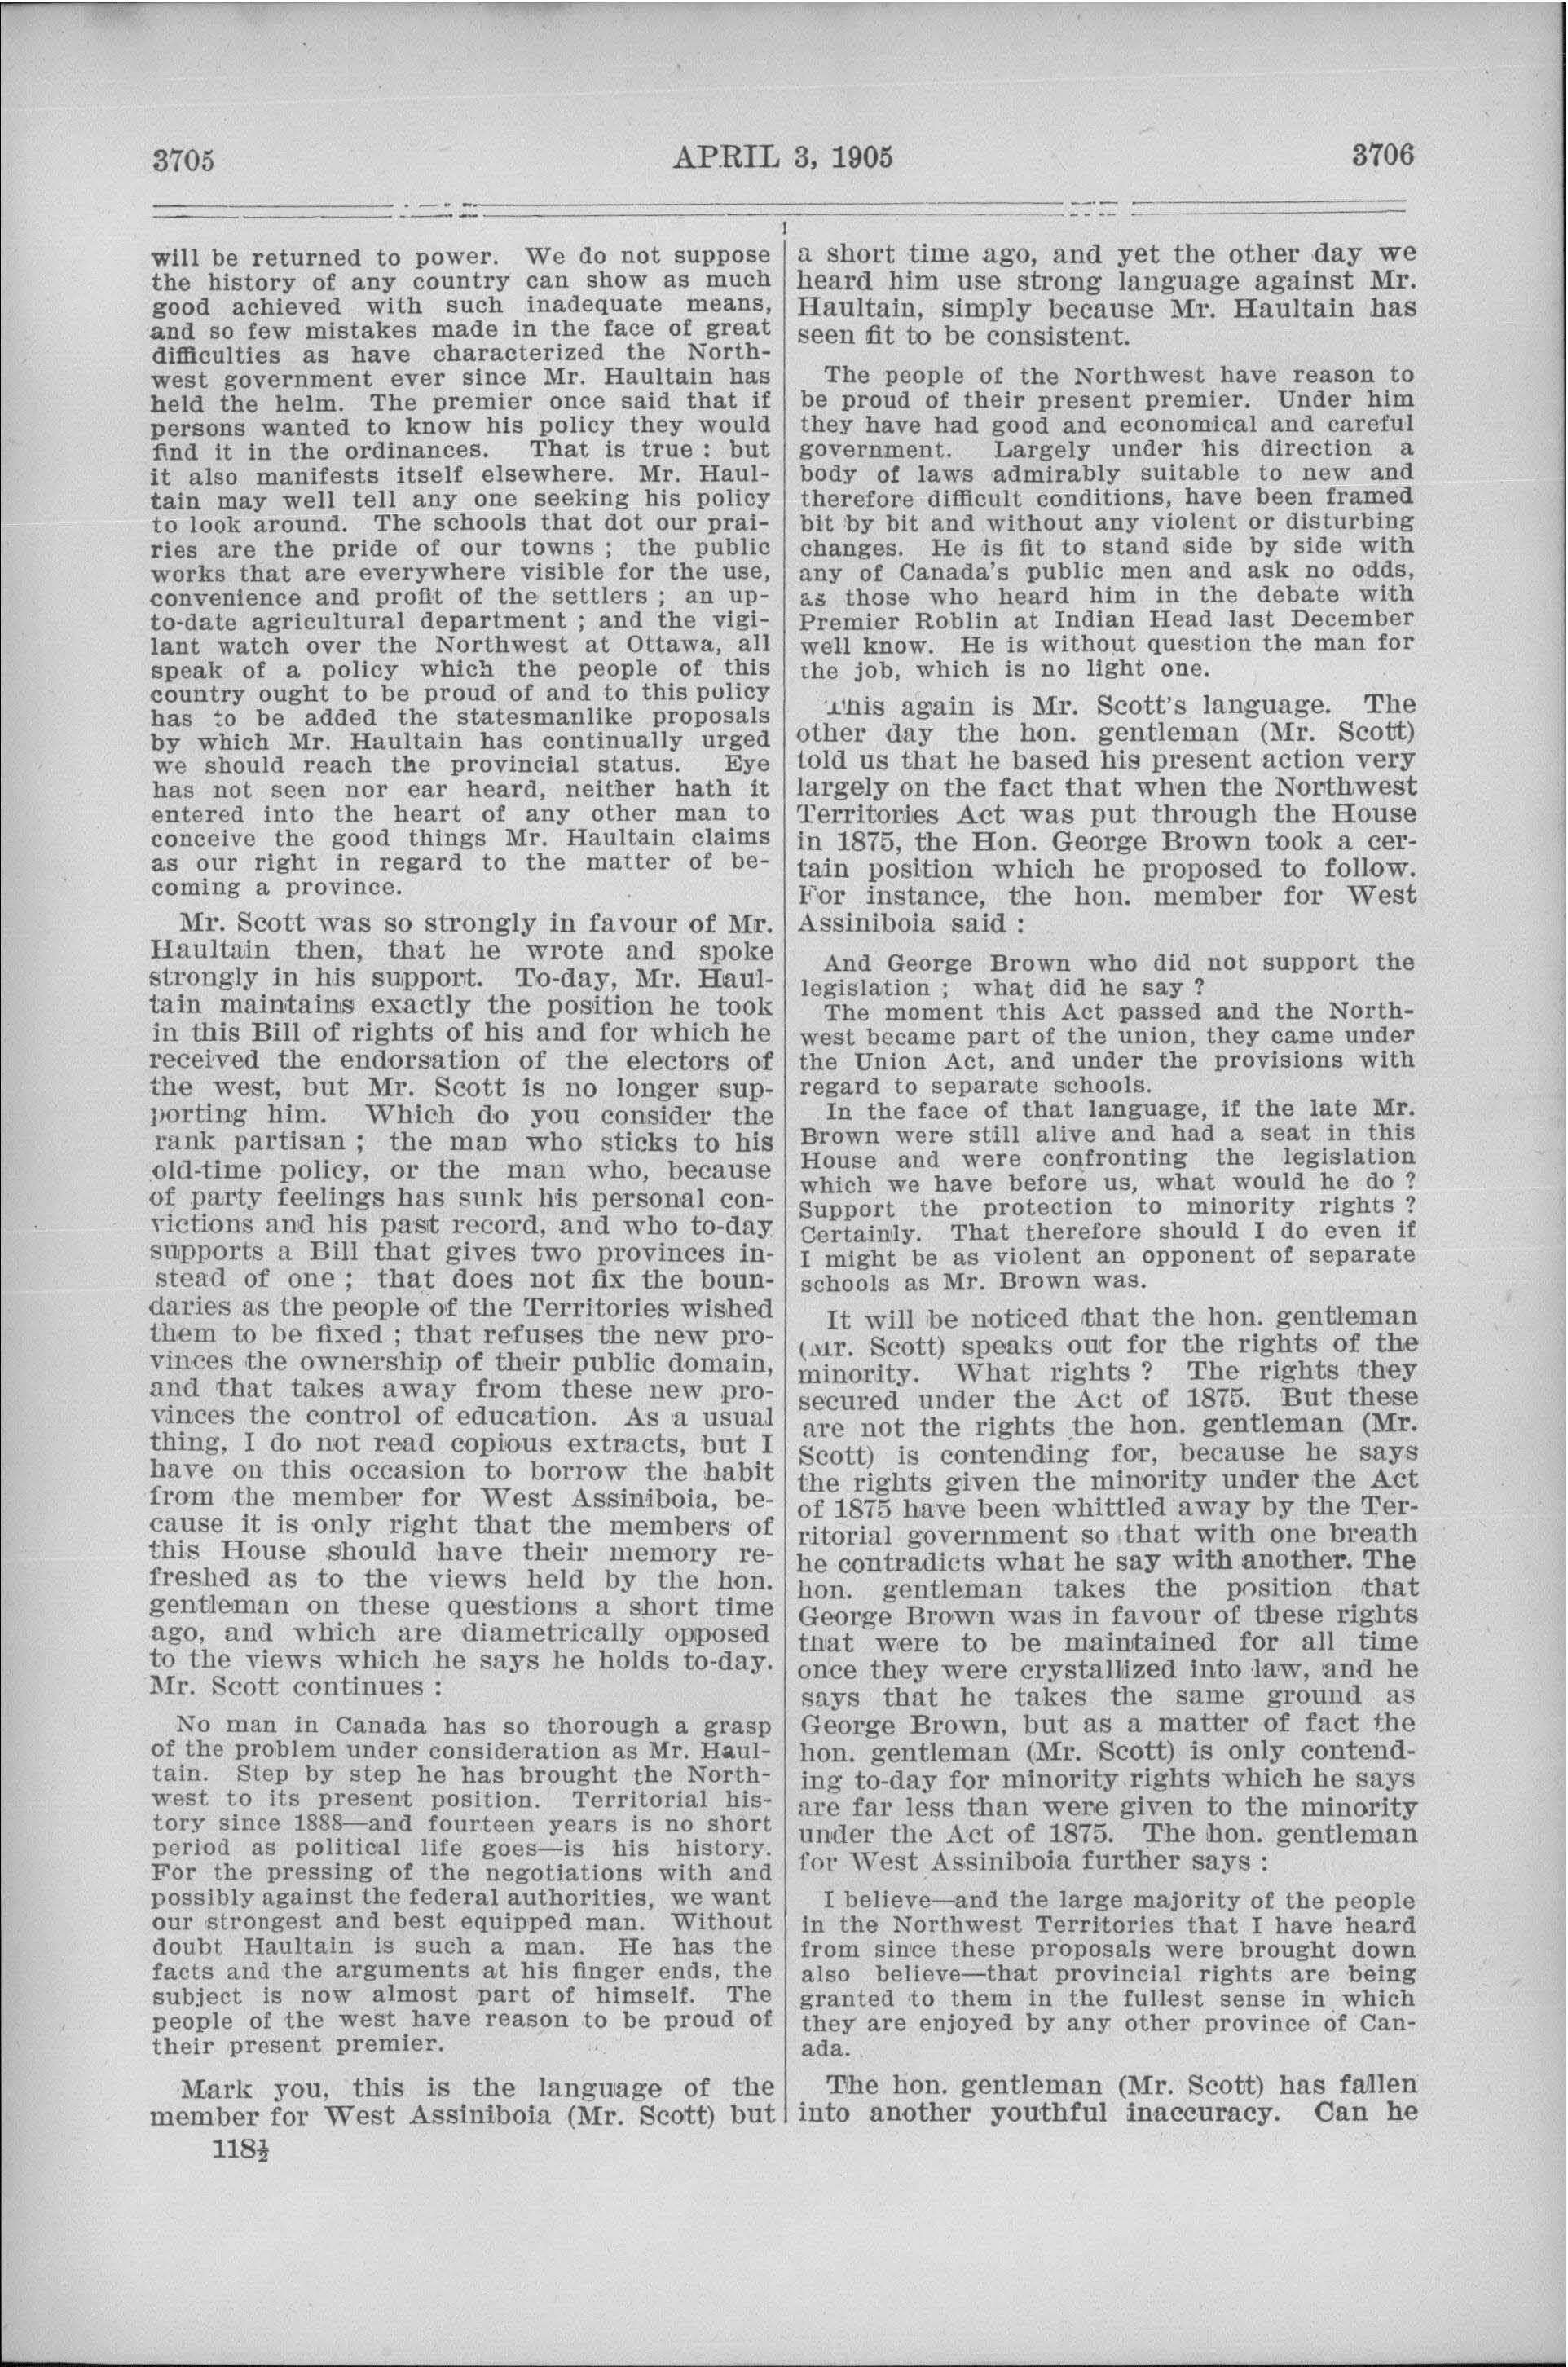 3705
APRIL 3, 1905
3706
will be returned to power. We do not suppose
the history of any country can show as much
good achieved with such inadequate means,
and so few mistakes made in the face of great
difficulties as have characterized the North-
west government ever since Mr. Haultain has
held the helm. The premier once said that if
persons wanted to know his policy they would
find it in the ordinances. That is true : but
it also manifests itself elsewhere. Mr. Haul-
tain may well tell any one seeking his policy
to look around. The schools that dot our prai-
ries are the pride of our towns ; the public
works that are everywhere visible for the use,
convenience and profit of the settlers ; an up-
to-date agricultural department ; and the vigi-
lant watch over the Northwest at Ottawa, all
speak of a policy which the people of this
country ought to be proud of and to this policy
has to be added the statesmanlike proposals
by which Mr. Haultain has continually urged
we should reach the provincial status. Eye
has not seen nor ear heard, neither hath it
entered into the heart of any other man to
conceive the good things Mr. Haultain claims
as our right in regard to the matter of be-
coming a province.
Mr. Scott was so strongly in favour of Mr.
Haultain then, that he wrote and spoke
strongly in his support. To-day, Mr. Haul-
tain maintains exactly the position he took
in this Bill of rights of his and for which he
received the endorsation of the electors of
the west, but Mr. Scott is no longer sup-
porting him. Which do you consider the
rank partisan ; the man who sticks to his
old-time policy, or the man who, because
of party feelings has sunk his personal con-
victions and his past record, and who to-day
supports a Bill that gives two provinces in-
stead of one ; that does not fix the boun-
daries as the people of the Territories wished
them to be fixed ; that refuses the new pro-
vinces the ownership of their public domain,
and that takes away from these new pro-
vinces the control of education. As a usual
thing, I do not read copious extracts, but I
have on this occasion to borrow the habit
from the member for West Assiniboia, be-
cause it is only right that the members of
this House should have their memory re-
freshed as to the views held by the hon.
gentleman on these questions a short time
ago, and which are diametrically opposed
to the views which he says he holds to-day.
Mr. Scott continues :
No man in Canada has so thorough a grasp
of the problem under consideration as Mr. Haul-
tain. Step by step he has brought the North-
west to its present position. Territorial his-
tory since 1888—and fourteen years is no short
period as political life goes—is his history.
For the pressing of the negotiations with and
possibly against the federal authorities, we want
our strongest and best equipped man. Without
doubt Haultain is such a man. He has the
facts and the arguments at his finger ends, the
subject is now almost part of himself. The
people of the west have reason to be proud of
their present premier.
Mark you, this is the language of the
member for West Assiniboia (Mr. Scott) but
118½
a short time ago, and yet the other day we
heard him use strong language against Mr.
Haultain, simply because Mr. Haultain has
seen fit to be consistent.
The people of the Northwest have reason to
be proud of their present premier. Under him
they have had good and economical and careful
government. Largely under his direction a
body of laws admirably suitable to new and
therefore difficult conditions, have been framed
bit by bit and without any violent or disturbing
changes. He is fit to stand side by side with
any of Canada's public men and ask no odds,
as those who heard him in the debate with
Premier Roblin at Indian Head last December
well know. He is without question the man for
the job, which is no light one.
This again is Mr. Scott's language. The
other day the hon. gentleman (Mr. Scott)
told us that he based his present action very
largely on the fact that when the Northwest
Territories Act was put through the House
in 1875, the Hon. George Brown took a cer-
tain position which he proposed to follow.
For instance, the hon. member for West
Assiniboia said :
And George Brown who did not support the
legislation ; what did he say ?
The moment this Act passed and the North-
west became part of the union, they came under
the Union Act, and under the provisions with
regard to separate schools.
In the face of that language, if the late Mr.
Brown were still alive and had a seat in this
House and were confronting the legislation
which we have before us, what would he do ?
Support the protection to minority rights ?
Certainly. That therefore should I do even if
I might be as violent an opponent of separate
schools as Mr. Brown was.
It will be noticed that the hon. gentleman
(Mr. Scott) speaks out for the rights of the
minority. What rights ? The rights they
secured under the Act of 1875. But these
are not the rights the hon. gentleman (Mr.
Scott) is contending for, because he says
the rights given the minority under the Act
of 1875 have been whittled away by the Ter-
ritorial government so that with one breath
he contradicts what he say with another. The
hon. gentleman takes the position that
George Brown was in favour of these rights
that were to be maintained for all time
once they were crystallized into law, and he
says that he takes the same ground as
George Brown, but as a matter of fact the
hon. gentleman (Mr. Scott) is only contend-
ing to-day for minority rights which he says
are far less than were given to the minority
under the Act of 1875. The hon. gentleman
for West Assiniboia further says :
I believe—and the large majority of the people
in the Northwest Territories that I have heard
from since these proposals were brought down
also believe—that provincial rights are being
granted to them in the fullest sense in which
they are enjoyed by any other province of Can-
ada.
The hon. gentleman (Mr. Scott) has fallen
into another youthful inaccuracy. Can he